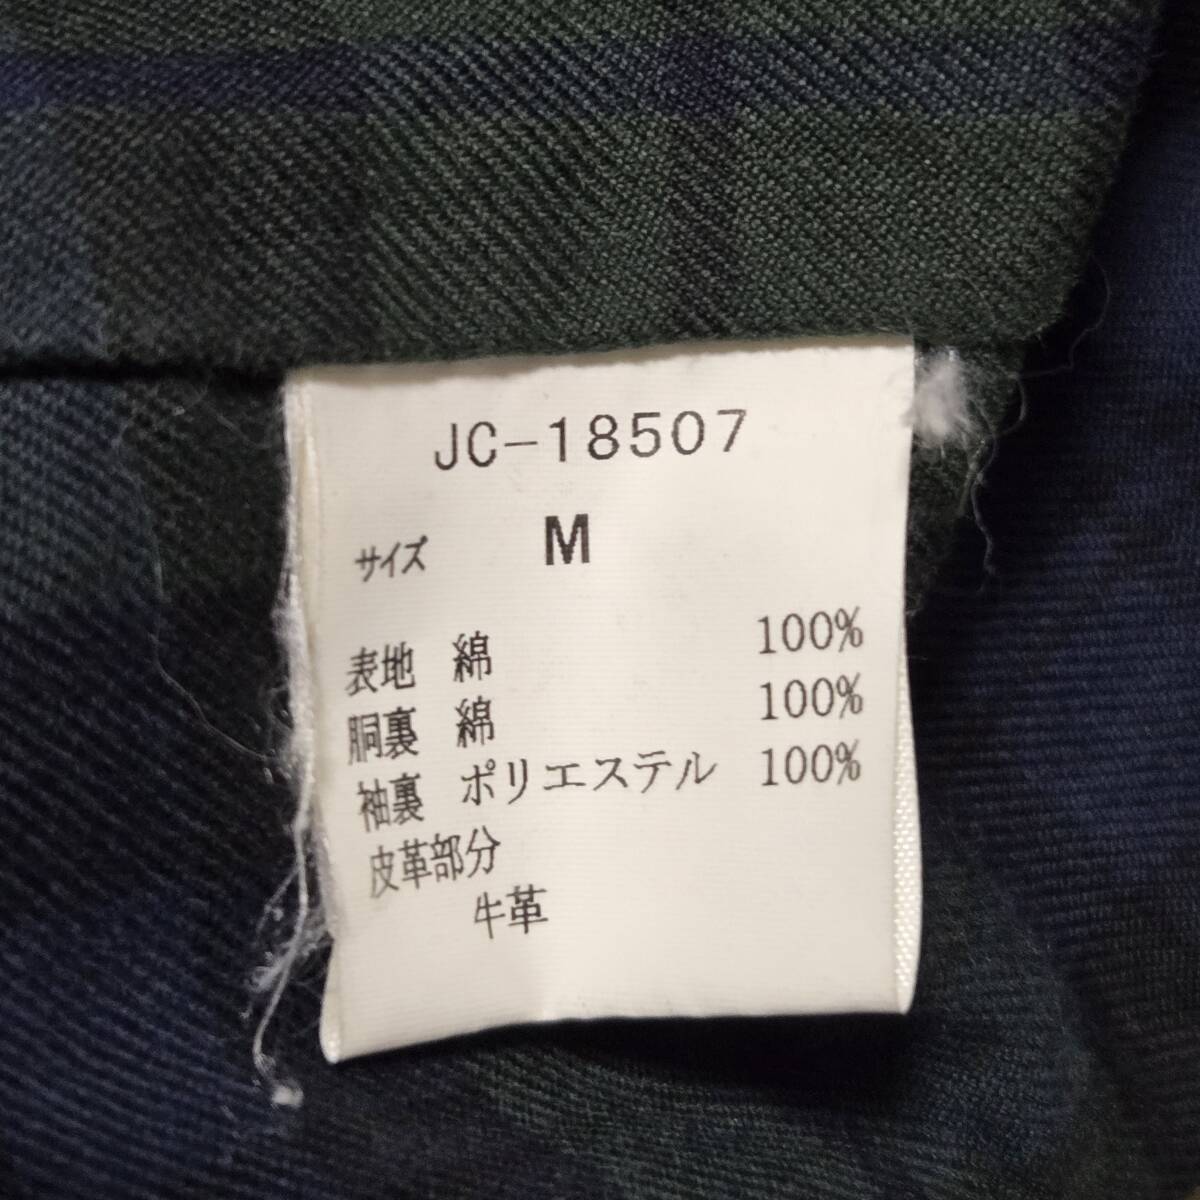 JC-18507
サイズ M
表地 綿 100%
胴裏 綿 100%
袖裏 ポリエステル 100%
皮革部分
牛革